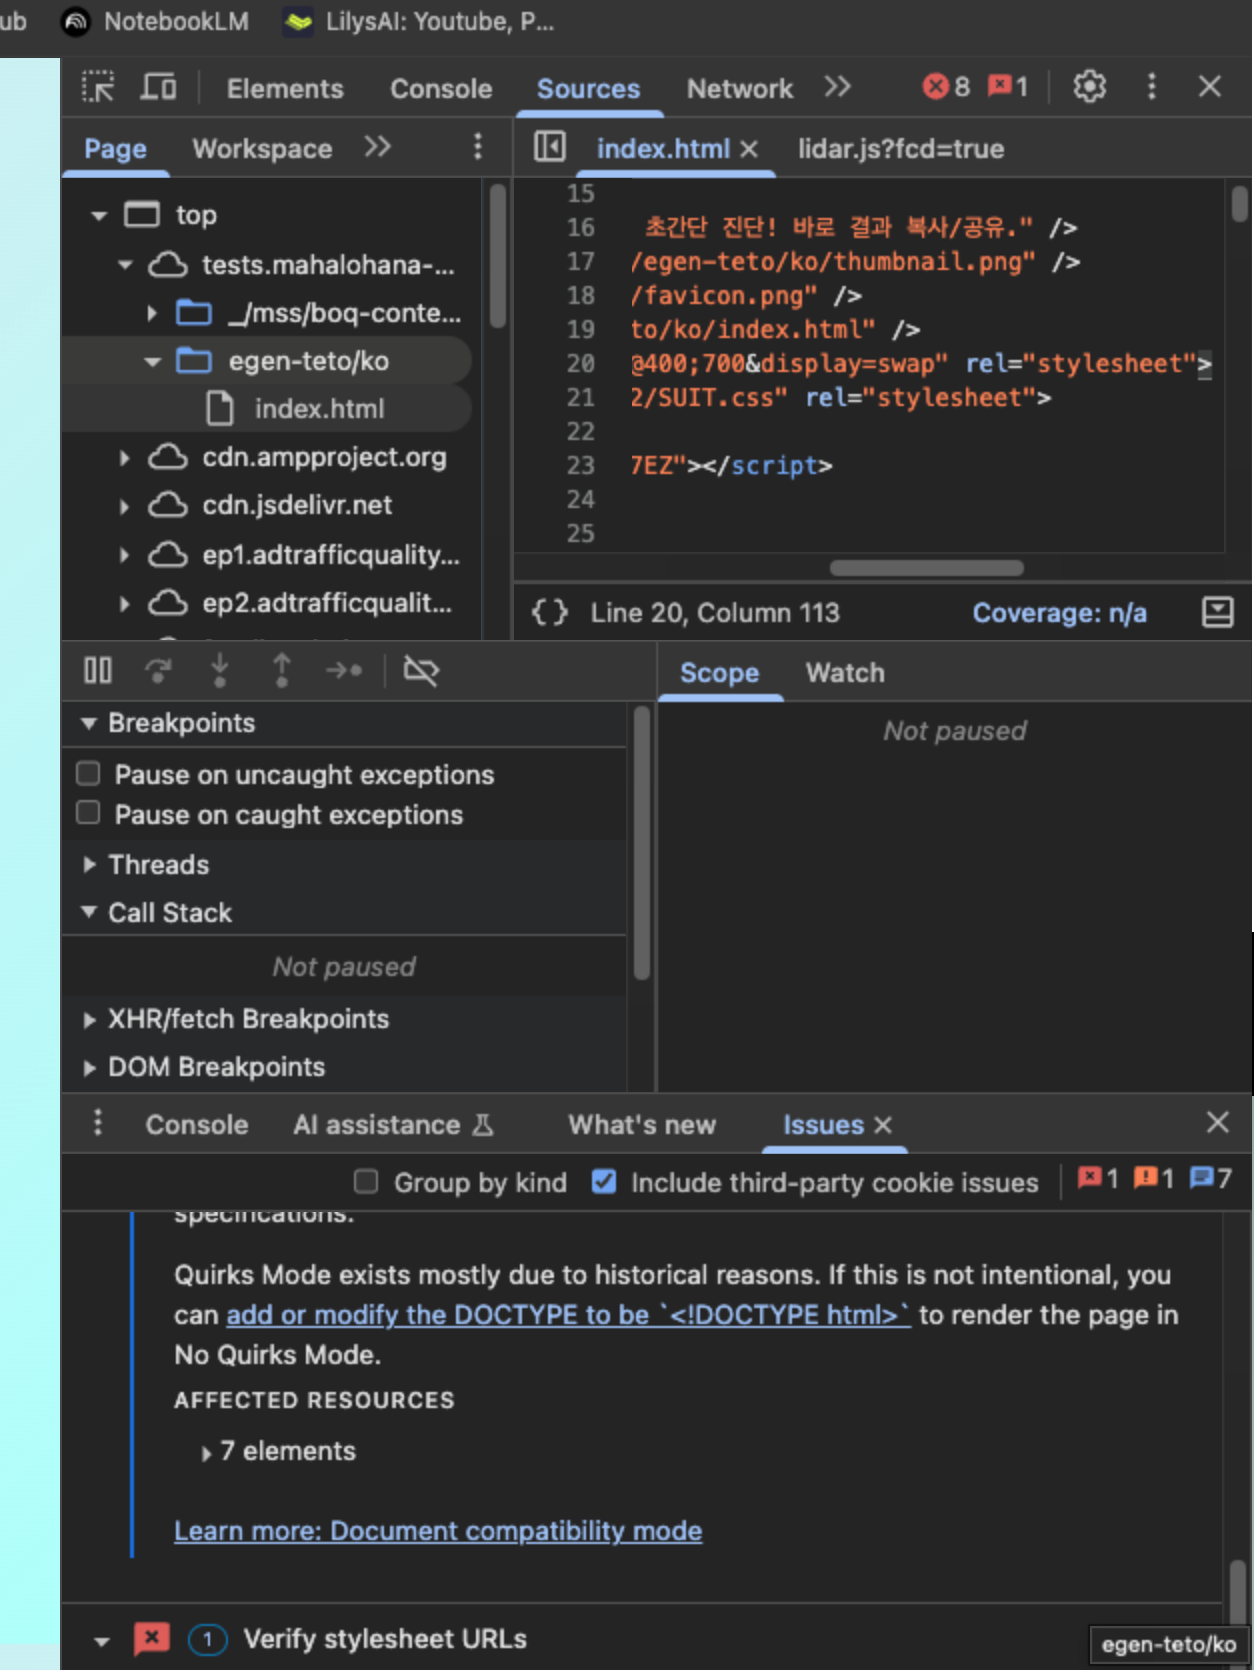 ub NotebookLM LilysAI: Youtube, P...
Elements Console Sources Network 8 1
Page Workspace
index.html lidar.js?fcd=true
top
tests.mahalohana-...
_/mss/boq-conte...
egen-teto/ko
index.html
cdn.ampproject.org
cdn.jsdelivr.net
ep1.adtrafficquality...
ep2.adtrafficqualit...
15
16 초간단 진단! 바로 결과 복사/공유." />
17 /egen-teto/ko/thumbnail.png" />
18 /favicon.png" />
19 to/ko/index.html" />
20 @400;700&display=swap" rel="stylesheet">
21 2/SUIT.css" rel="stylesheet">
22
23 7EZ"></script>
24
25
{} Line 20, Column 113 Coverage: n/a
Scope Watch
Not paused
Breakpoints
Pause on uncaught exceptions
Pause on caught exceptions
Threads
Call Stack
Not paused
XHR/fetch Breakpoints
DOM Breakpoints
Console AI assistance What's new Issues
Group by kind Include third-party cookie issues 1 1 7
specifications.
Quirks Mode exists mostly due to historical reasons. If this is not intentional, you
can add or modify the DOCTYPE to be `<!DOCTYPE html>` to render the page in
No Quirks Mode.
AFFECTED RESOURCES
7 elements
Learn more: Document compatibility mode
1 Verify stylesheet URLs
egen-teto/ko